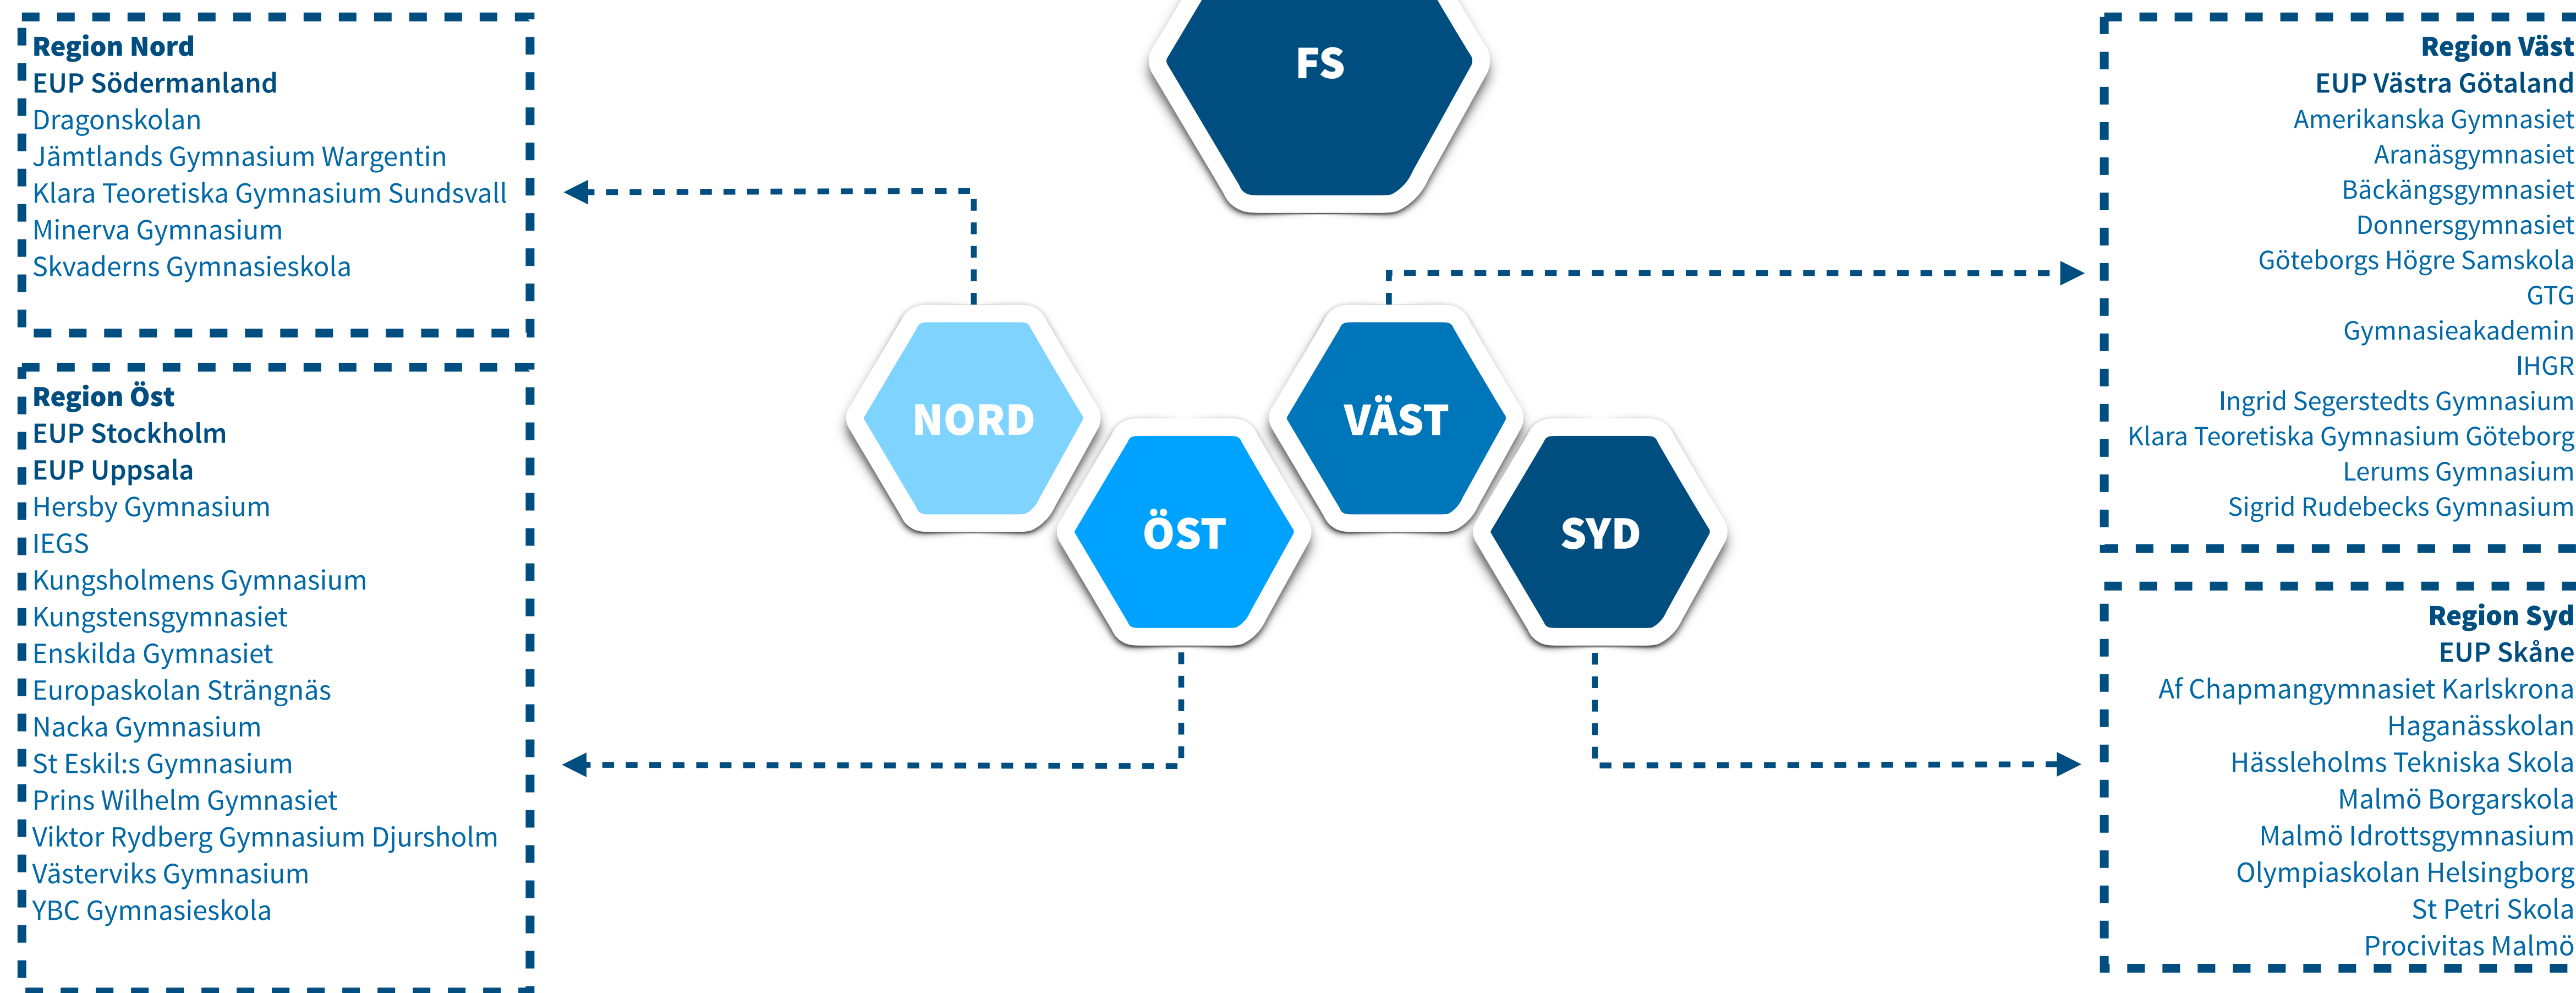 Region Nord
EUP Södermanland
Dragonskolan
Jämtlands Gymnasium Wargentin
Klara Teoretiska Gymnasium Sundsvall
Minerva Gymnasium
Skvaderns Gymnasieskola
Region Öst
EUP Stockholm
EUP Uppsala
Hersby Gymnasium
IEGS
Kungsholmens Gymnasium
Kungstensgymnasiet
Enskilda Gymnasiet
Europaskolan Strängnäs
Nacka Gymnasium
St Eskil:s Gymnasium
Prins Wilhelm Gymnasiet
Viktor Rydberg Gymnasium Djursholm
Västerviks Gymnasium
YBC Gymnasieskola
FS
NORD
VÄST
ÖST
SYD
Region Väst
EUP Västra Götaland
Amerikanska Gymnasiet
Aranäsgymnasiet
Bäckängsgymnasiet
Donnersgymnasiet
Göteborgs Högre Samskola
GTG
Gymnasieakademin
IHGR
Ingrid Segerstedts Gymnasium
Klara Teoretiska Gymnasium Göteborg
Lerums Gymnasium
Sigrid Rudebecks Gymnasium
Region Syd
EUP Skåne
Af Chapmangymnasiet Karlskrona
Haganässkolan
Hässleholms Tekniska Skola
Malmö Borgarskola
Malmö Idrottsgymnasium
Olympiaskolan Helsingborg
St Petri Skola
Procivitas Malmö